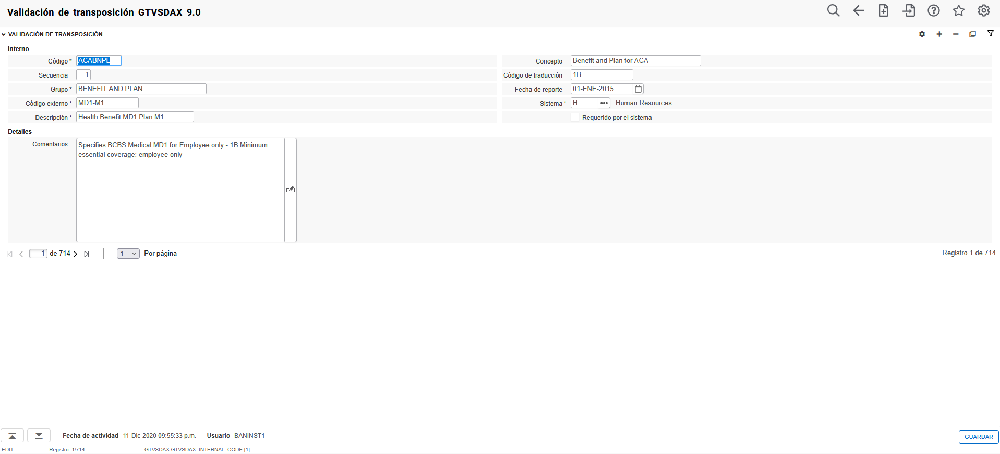 Validación de transposición GTVSDAX 9.0
VALIDACIÓN DE TRANSPOSICIÓN
Interno
Código *
ACABNPL
Concepto
Benefit and Plan for ACA
Secuencia
1
Código de traducción
1B
Grupo *
BENEFIT AND PLAN
Fecha de reporte
01-ENE-2015
Código externo *
MD1-M1
Sistema *
H
Human Resources
Descripción *
Health Benefit MD1 Plan M1
Requerido por el sistema
Detalles
Comentarios
Specifies BCBS Medical MD1 for Employee only - 1B Minimum
essential coverage: employee only
1 de 714
1
Por página
Registro 1 de 714
Fecha de actividad 11-Dic-2020 09:55:33 p.m. Usuario BANINST1
GUARDAR
EDIT Registro: 1/714 GTVSDAX.GTVSDAX_INTERNAL_CODE [1]